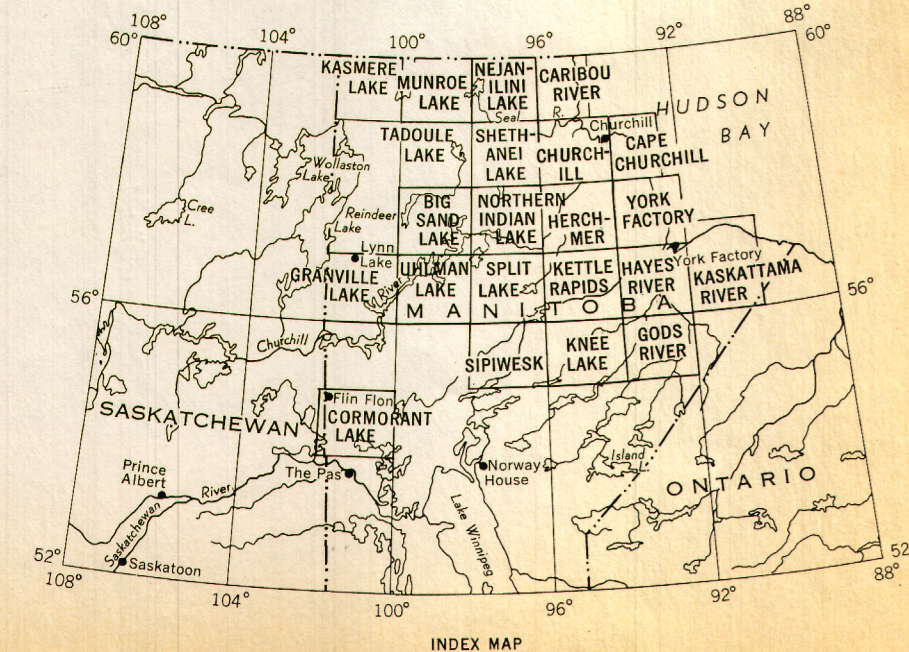 108°
104°
100°
96°
92°
88°
60°
60°
KASMERE
LAKE
MUNROE
LAKE
NEJAN-
ILINI
LAKE
CARIBOU
RIVER
Seal
R.
HUDSON
BAY
TADOULE
LAKE
SHETH-
ANEI
LAKE
Churchill
CHURCH-
ILL
CAPE
CHURCHILL
Wollaston
Lake
Cree
L.
Reindeer
Lake
BIG
SAND
LAKE
NORTHERN
INDIAN
LAKE
HERCH-
MER
YORK
FACTORY
Lynn
Lake
York Factory
GRANVILLE
LAKE
UHLMAN
LAKE
River
SPLIT
LAKE
KETTLE
RAPIDS
HAYES
RIVER
KASKATTAMA
RIVER
56°
56°
MANITOBA
Churchill
SIPIWESK
KNEE
LAKE
GODS
RIVER
SASKATCHEWAN
Flin Flon
CORMORANT
LAKE
Prince
Albert
River
The Pas
Norway
House
Island
ONTARIO
Saskatchewan
Saskatoon
Lake Winnipeg
52°
52
108°
104°
100°
96°
92°
88°
INDEX MAP